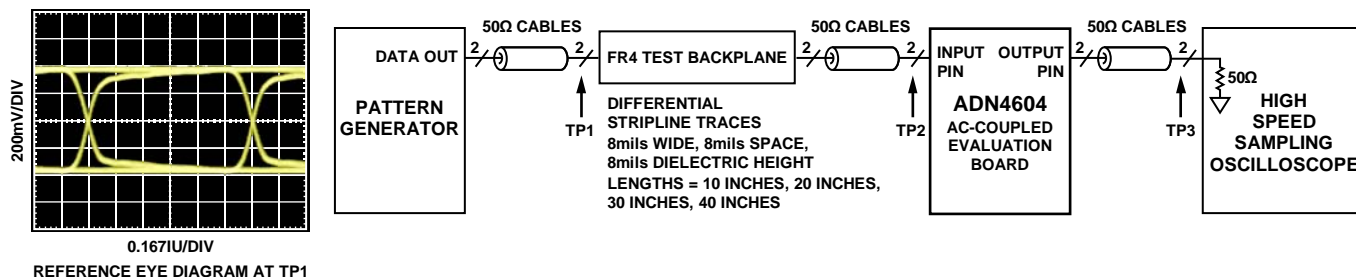 200mV/DIV
0.167IU/DIV
REFERENCE EYE DIAGRAM AT TP1
DATA OUT
PATTERN
GENERATOR
50Ω CABLES
2
2
TP1
FR4 TEST BACKPLANE
DIFFERENTIAL
STRIPLINE TRACES
8mils WIDE, 8mils SPACE,
8mils DIELECTRIC HEIGHT
LENGTHS = 10 INCHES, 20 INCHES,
30 INCHES, 40 INCHES
50Ω CABLES
2
2
TP2
INPUT
PIN
OUTPUT
PIN
ADN4604
AC-COUPLED
EVALUATION
BOARD
50Ω CABLES
2
2
TP3
50Ω
HIGH
SPEED
SAMPLING
OSCILLOSCOPE